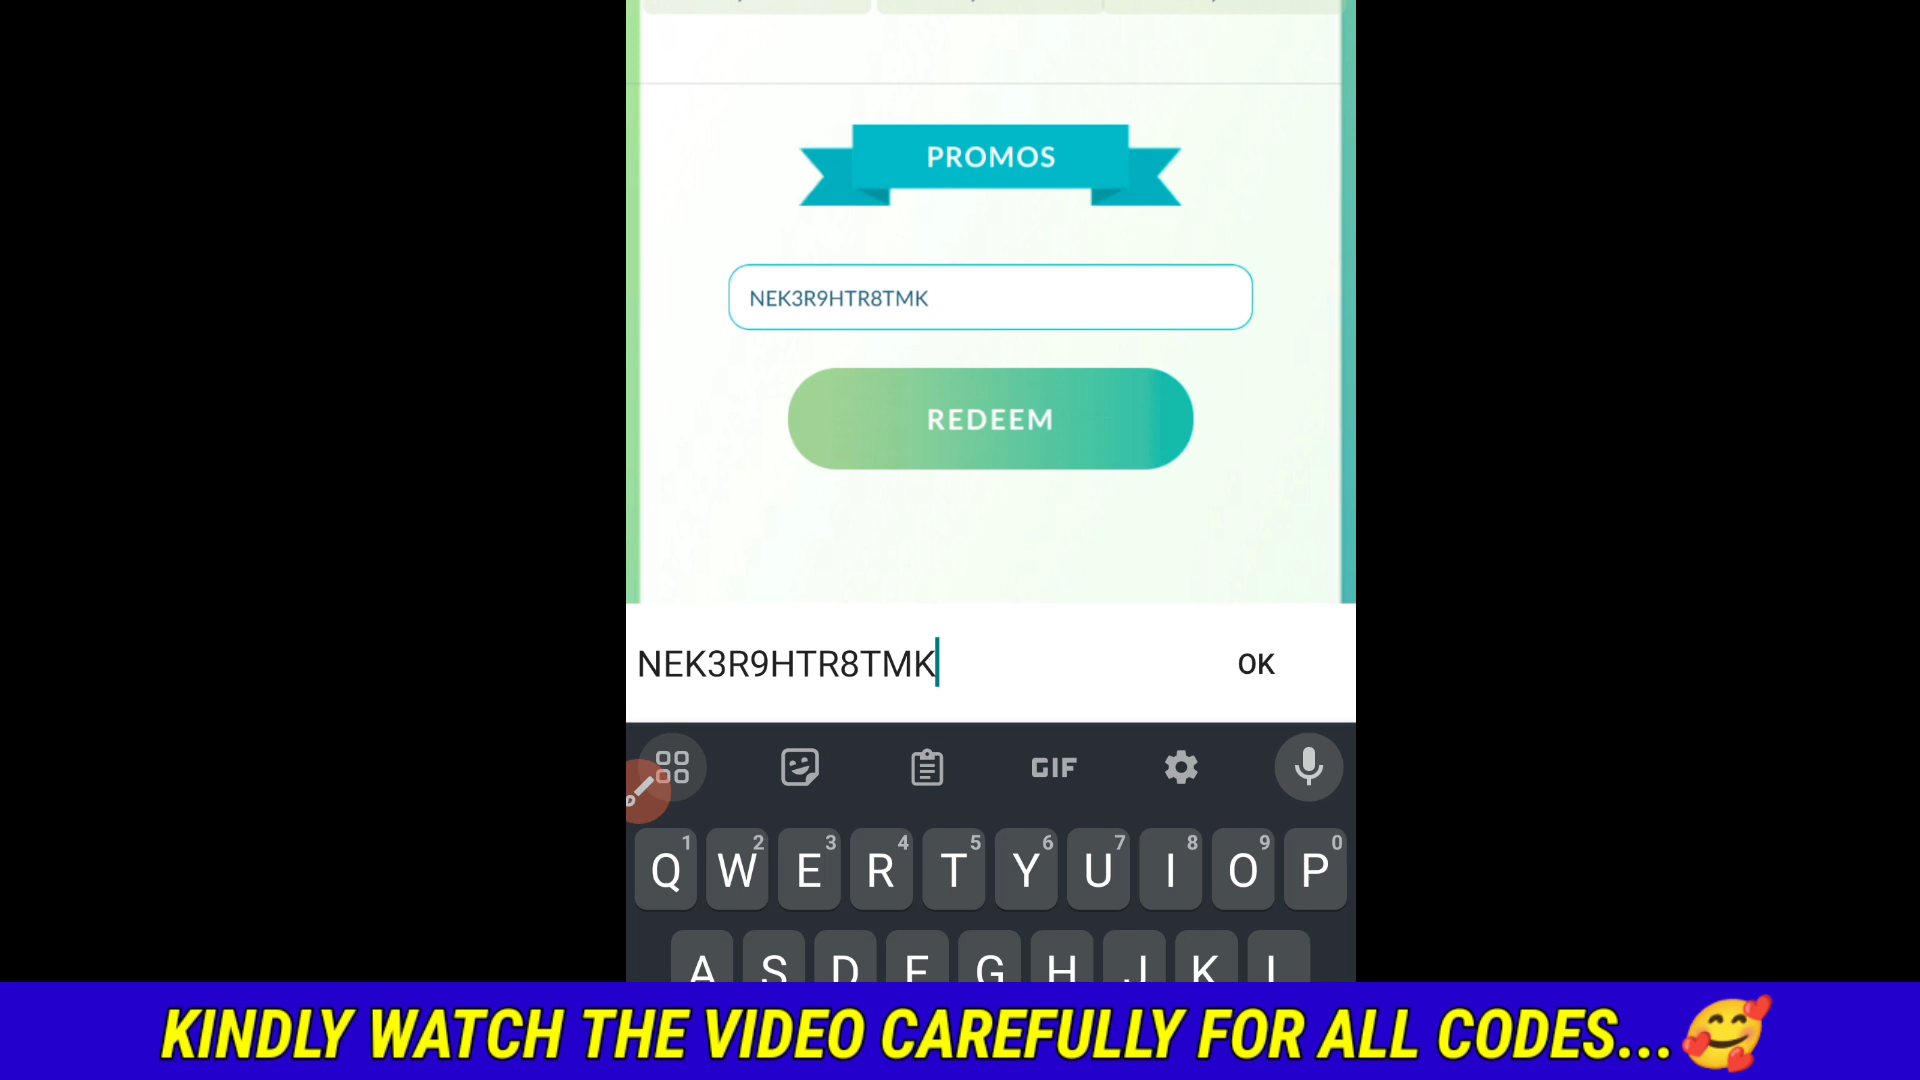 PROMOS
NEK3R9HTR8TMK
REDEEM
NEK3R9HTR8TMK OK
GIF
1 2 3 4 5 6 7 8 9 0
Q W E R T Y U I O P
A S D F G H J K L
KINDLY WATCH THE VIDEO CAREFULLY FOR ALL CODES...